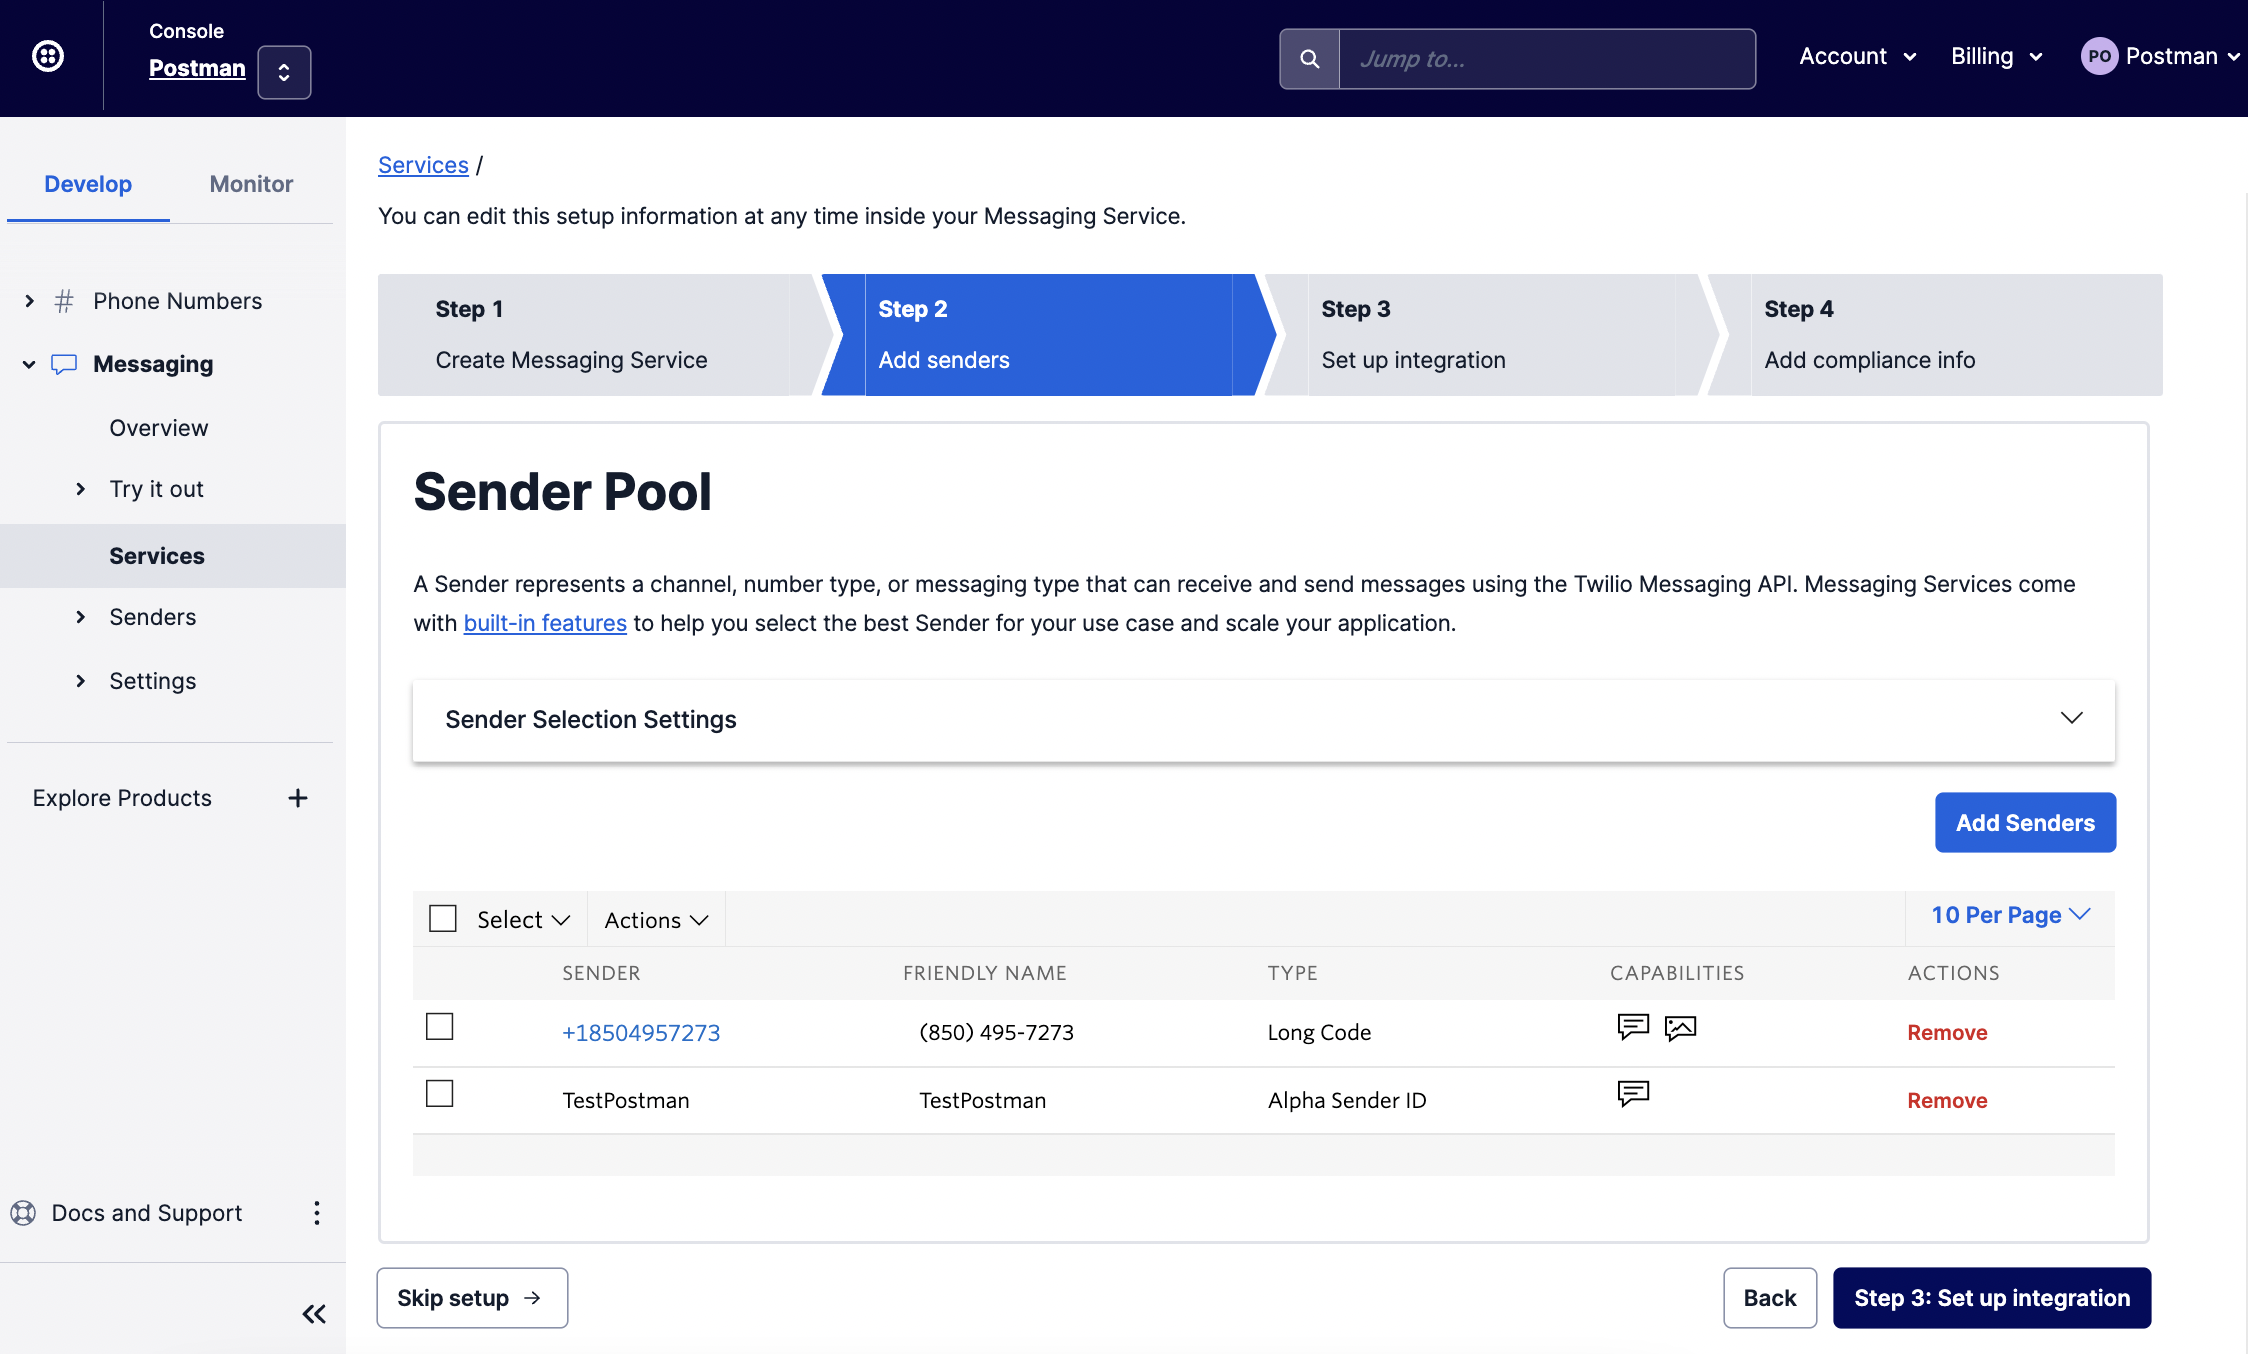 Console
Postman
Jump to...
Account
Billing
PO Postman
Develop
Monitor
Phone Numbers
Messaging
Overview
Try it out
Services
Senders
Settings
Explore Products
Docs and Support
Services /
You can edit this setup information at any time inside your Messaging Service.
Step 1
Create Messaging Service
Step 2
Add senders
Step 3
Set up integration
Step 4
Add compliance info
Sender Pool
A Sender represents a channel, number type, or messaging type that can receive and send messages using the Twilio Messaging API. Messaging Services come
with built-in features to help you select the best Sender for your use case and scale your application.
Sender Selection Settings
Add Senders
Select Actions 10 Per Page
SENDER FRIENDLY NAME TYPE CAPABILITIES ACTIONS
+18504957273 (850) 495-7273 Long Code Remove
TestPostman TestPostman Alpha Sender ID Remove
Skip setup
Back
Step 3: Set up integration